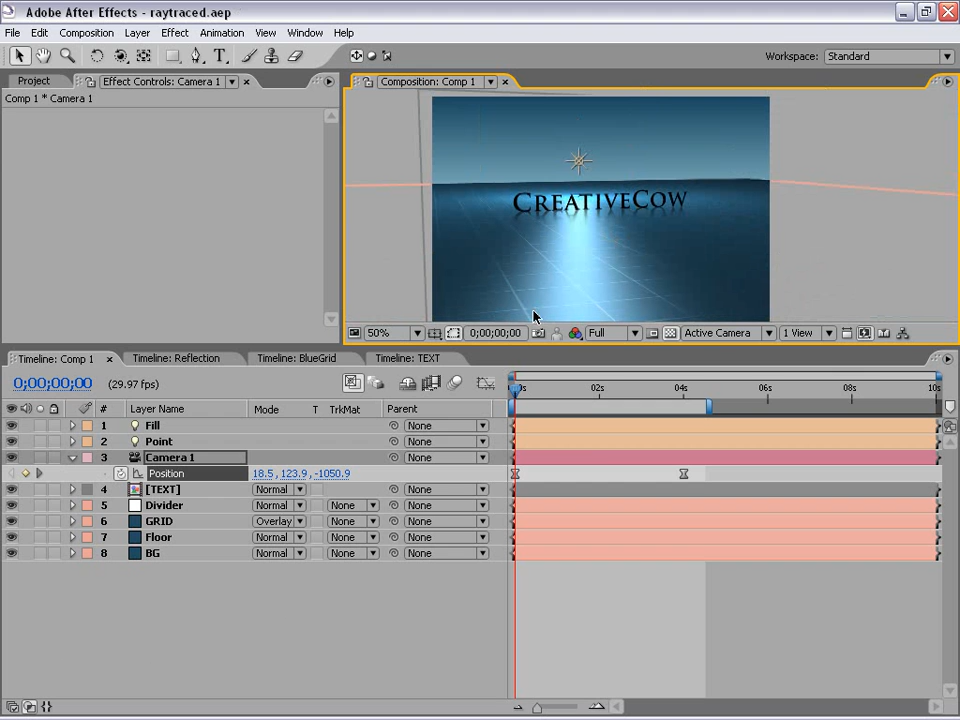 Adobe After Effects - raytraced.aep
File Edit Composition Layer Effect Animation View Window Help
T Workspace: Standard
Project Effect Controls: Camera 1 Composition: Comp 1
Comp 1 * Camera 1
CreativeCow
50% 0;00;00;00 Full Active Camera 1 View
Timeline: Comp 1 Timeline: Reflection Timeline: BlueGrid Timeline: TEXT
0;00;00;00 (29.97 fps) 02s 04s 06s 08s 10s
# Layer Name Mode T TrkMat Parent
1 Fill None
2 Point None
3 Camera 1 None
Position 18.5, 123.9, -1050.9
4 [TEXT] Normal None
5 Divider Normal None None
6 GRID Overlay None None
7 Floor Normal None None
8 BG Normal None None